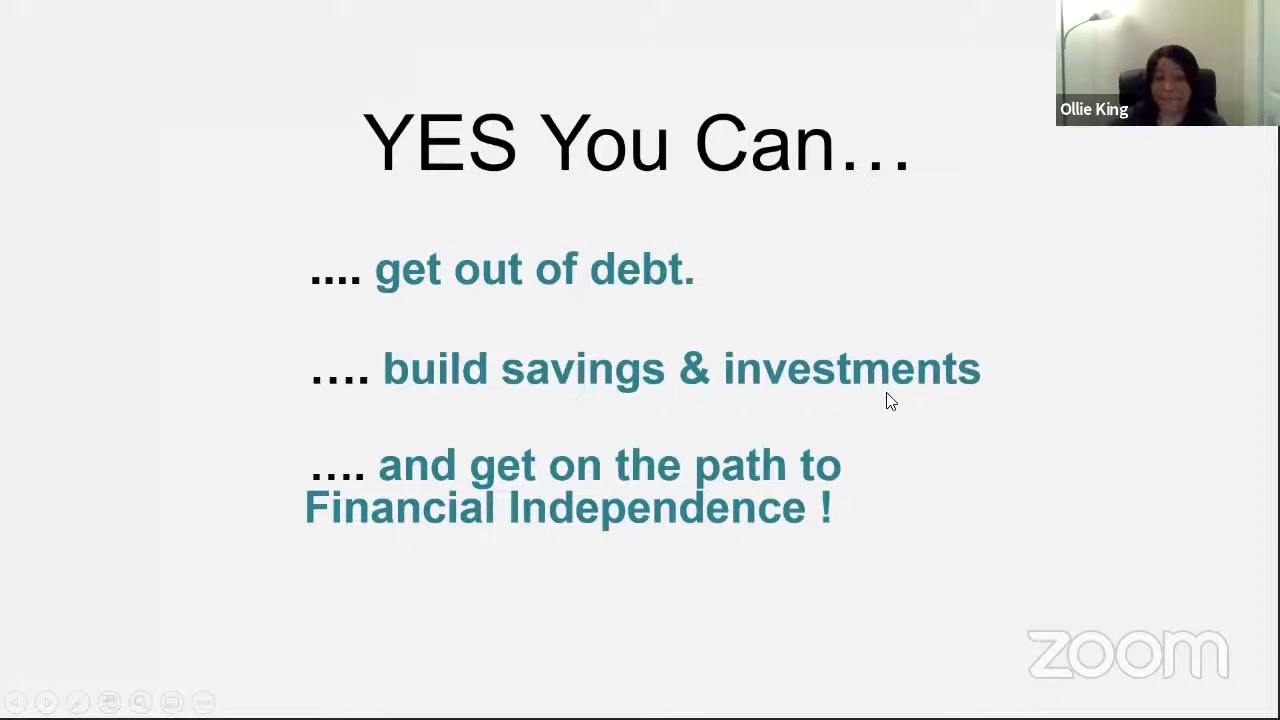 Ollie King
YES You Can…
.... get out of debt.
…. build savings & investments
…. and get on the path to
Financial Independence !
zoom